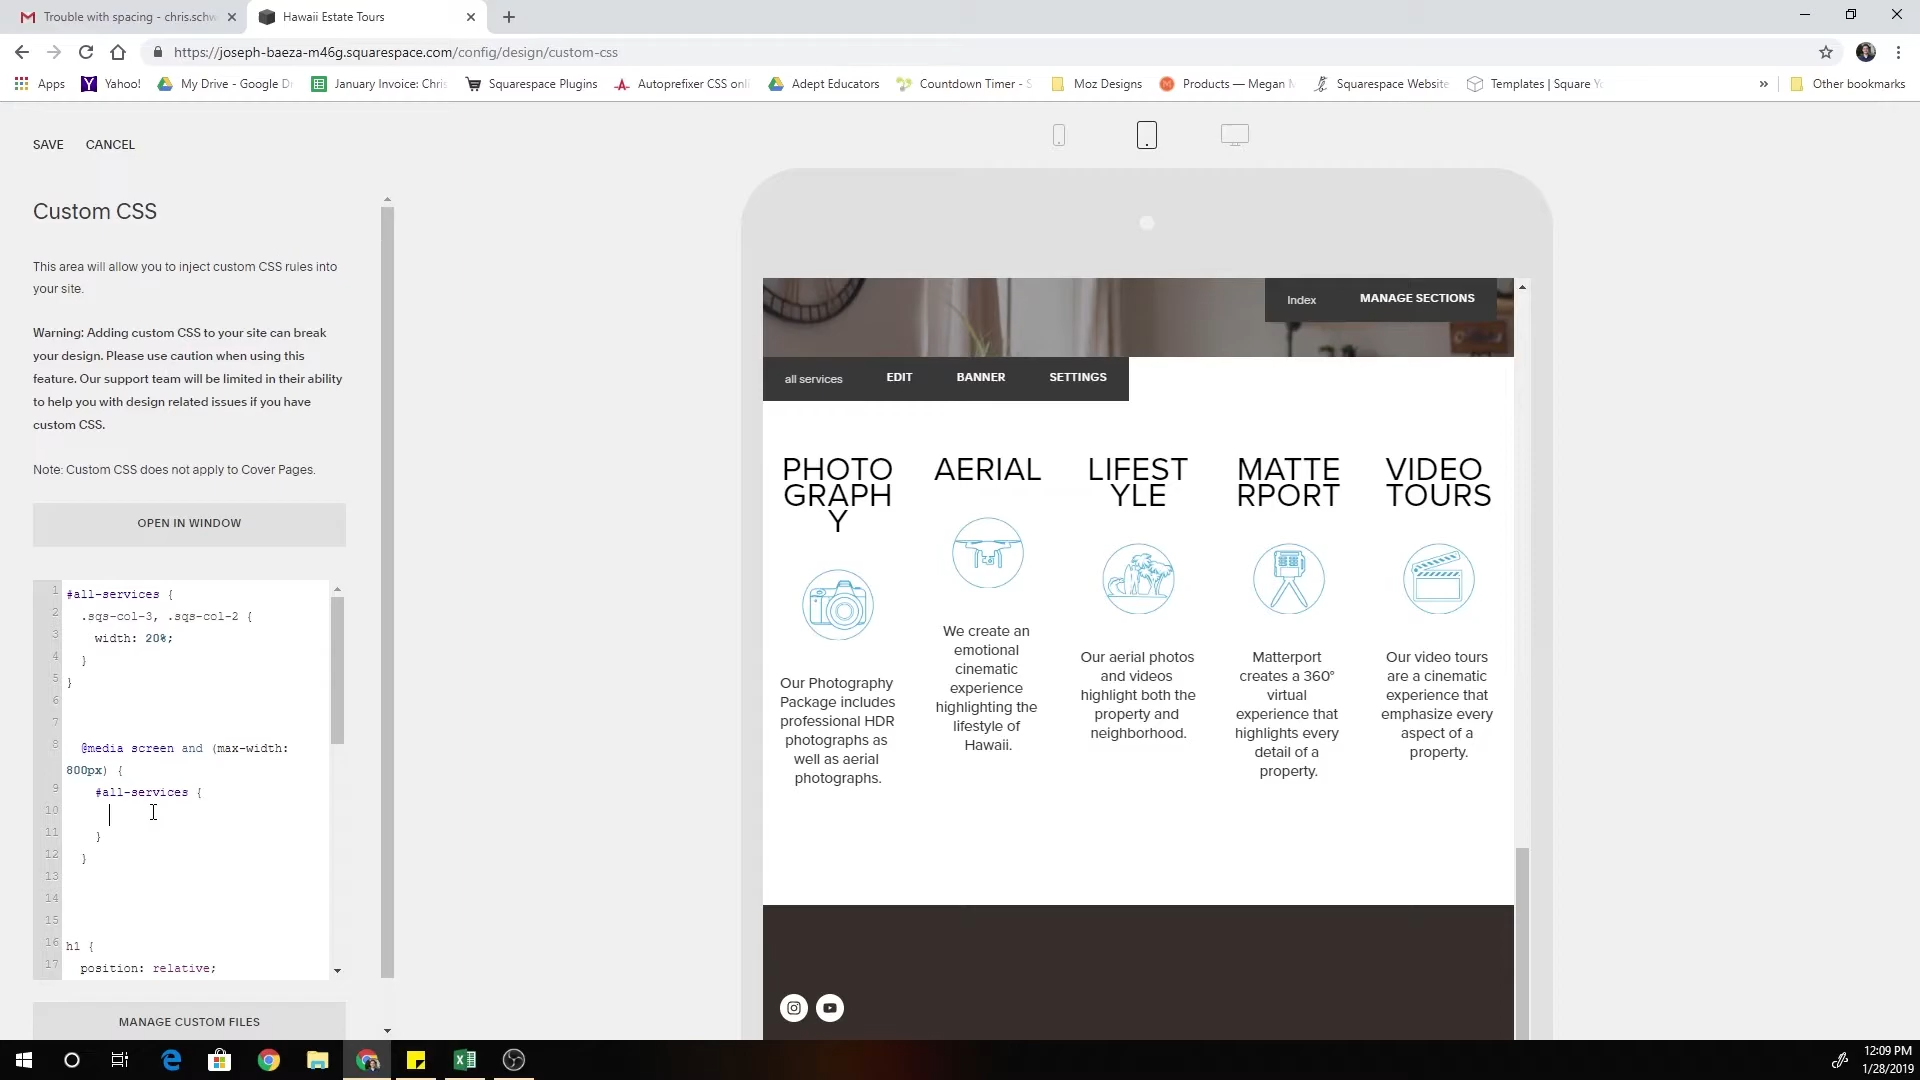 Trouble with spacing - chris.schw
Hawaii Estate Tours
https://joseph-baeza-m46g.squarespace.com/config/design/custom-css
Apps
Yahoo!
My Drive - Google D
January Invoice: Chris
Squarespace Plugins
Autoprefixer CSS onl
Adept Educators
Countdown Timer - S
Moz Designs
Products — Megan M
Squarespace Website
Templates | Square Yo
»
Other bookmarks
SAVE
CANCEL
Custom CSS
This area will allow you to inject custom CSS rules into
your site.
Warning: Adding custom CSS to your site can break
your design. Please use caution when using this
feature. Our support team will be limited in their ability
to help you with design related issues if you have
custom CSS.
Note: Custom CSS does not apply to Cover Pages.
OPEN IN WINDOW
1 #all-services {
2 .sqs-col-3, .sqs-col-2 {
3 width: 20%;
4 }
5 }
6
7
8 @media screen and (max-width:
800px) {
9 #all-services {
10
11 }
12 }
13
14
15
16 h1 {
17 position: relative;
MANAGE CUSTOM FILES
Index
MANAGE SECTIONS
all services
EDIT
BANNER
SETTINGS
PHOTO
GRAPH
Y
Our Photography
Package includes
professional HDR
photographs as
well as aerial
photographs.
AERIAL
We create an
emotional
cinematic
experience
highlighting the
lifestyle of
Hawaii.
LIFEST
YLE
Our aerial photos
and videos
highlight both the
property and
neighborhood.
MATTE
RPORT
Matterport
creates a 360°
virtual
experience that
highlights every
detail of a
property.
VIDEO
TOURS
Our video tours
are a cinematic
experience that
emphasize every
aspect of a
property.
12:09 PM
1/28/2019